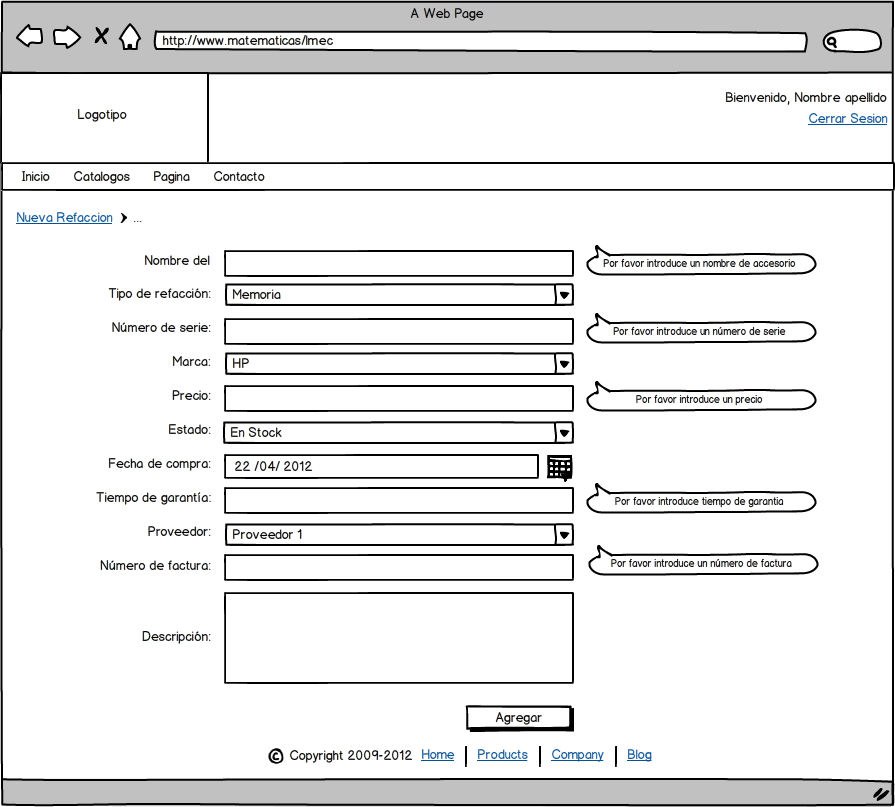 A Web Page
http://www.matematicas/lmec
Logotipo
Bienvenido, Nombre apellido
Cerrar Sesion
Inicio Catalogos Pagina Contacto
Nueva Refaccion ...
Nombre del
Por favor introduce un nombre de accesorio
Tipo de refacción: Memoria
Número de serie:
Por favor introduce un número de serie
Marca: HP
Precio:
Por favor introduce un precio
Estado: En Stock
Fecha de compra: 22 /04/ 2012
Tiempo de garantía:
Por favor introduce tiempo de garantia
Proveedor: Proveedor 1
Número de factura:
Por favor introduce un número de factura
Descripción:
Agregar
© Copyright 2009-2012 Home | Products | Company | Blog